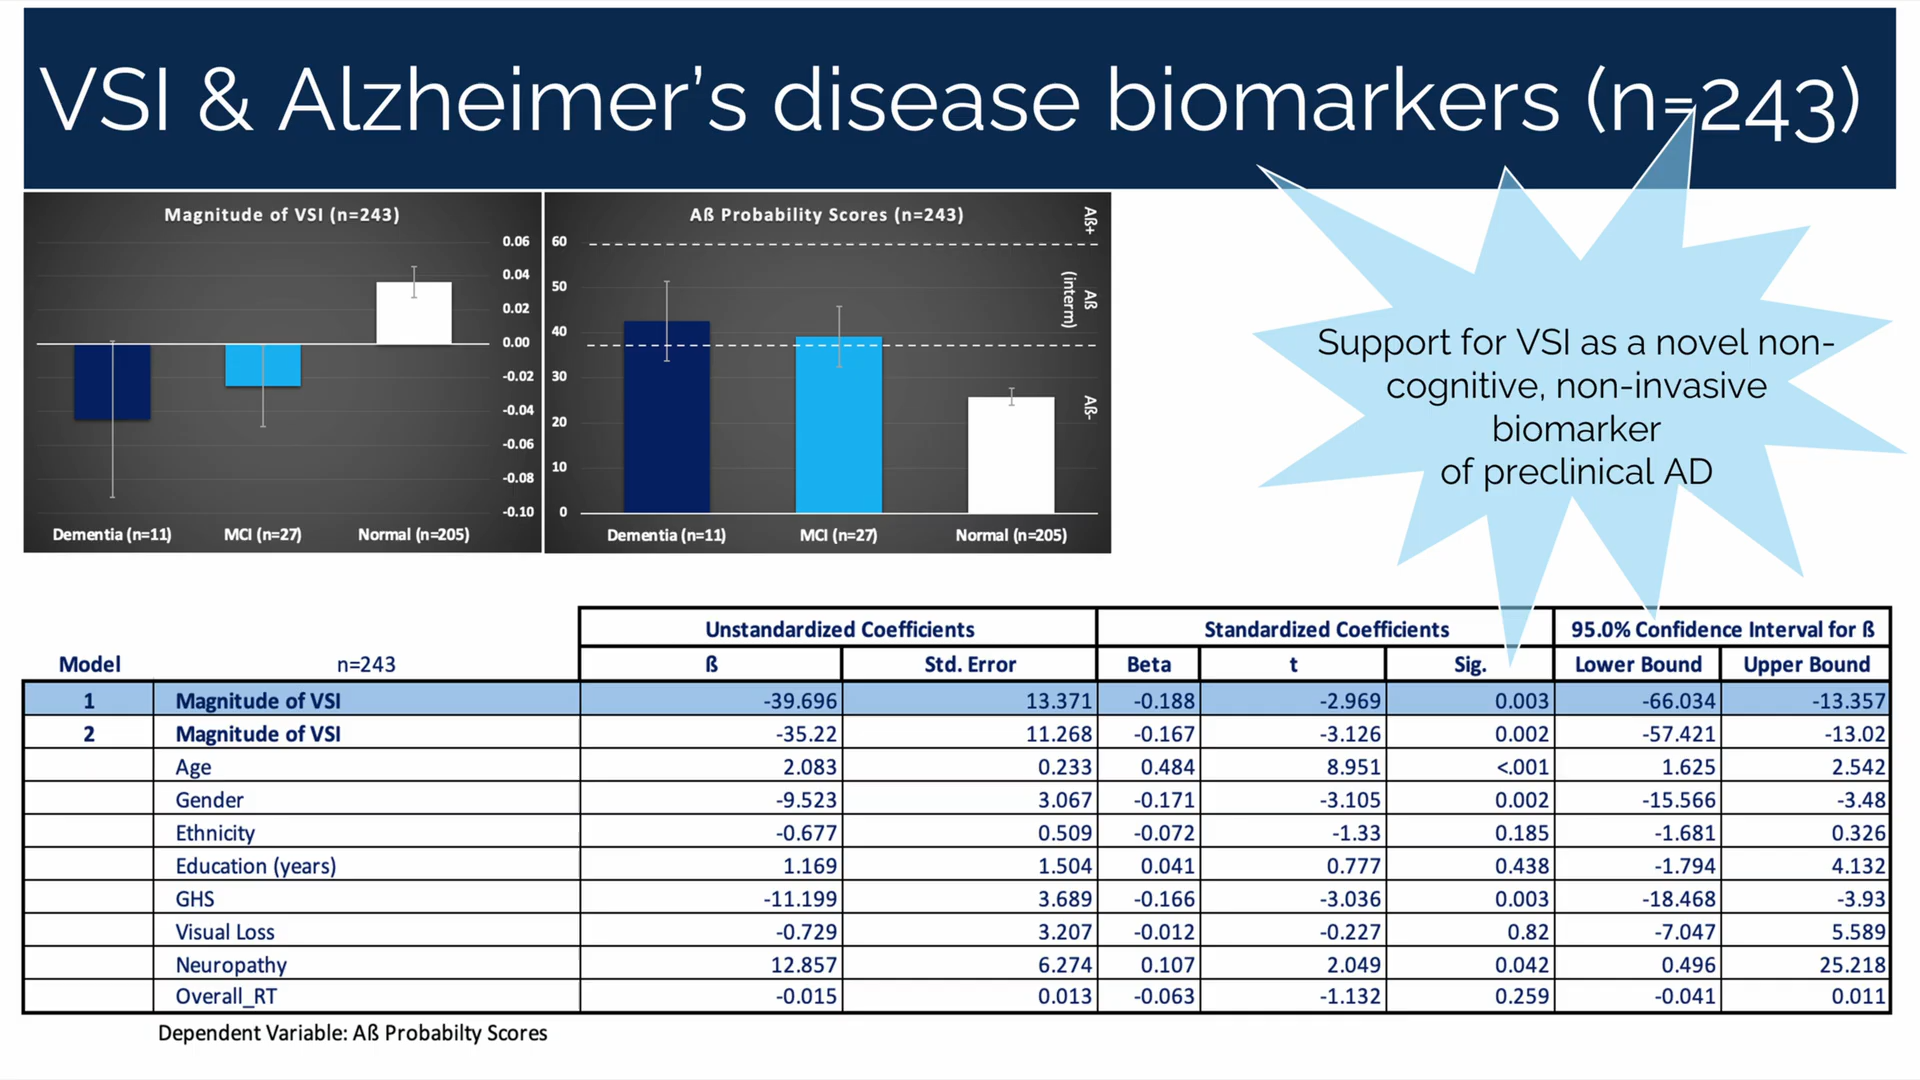 VSI & Alzheimer’s disease biomarkers (n=243)
Magnitude of VSI (n=243)
0.06
0.04
0.02
0.00
-0.02
-0.04
-0.06
-0.08
-0.10
Dementia (n=11) MCI (n=27) Normal (n=205)
Aß Probability Scores (n=243)
60
50
40
30
20
10
0
Aß+
Aß
(interm)
Aß-
Dementia (n=11) MCI (n=27) Normal (n=205)
Support for VSI as a novel non-
cognitive, non-invasive
biomarker
of preclinical AD
Unstandardized Coefficients Standardized Coefficients 95.0% Confidence Interval for ß
Model n=243 ß Std. Error Beta t Sig. Lower Bound Upper Bound
1 Magnitude of VSI -39.696 13.371 -0.188 -2.969 0.003 -66.034 -13.357
2 Magnitude of VSI -35.22 11.268 -0.167 -3.126 0.002 -57.421 -13.02
Age 2.083 0.233 0.484 8.951 <.001 1.625 2.542
Gender -9.523 3.067 -0.171 -3.105 0.002 -15.566 -3.48
Ethnicity -0.677 0.509 -0.072 -1.33 0.185 -1.681 0.326
Education (years) 1.169 1.504 0.041 0.777 0.438 -1.794 4.132
GHS -11.199 3.689 -0.166 -3.036 0.003 -18.468 -3.93
Visual Loss -0.729 3.207 -0.012 -0.227 0.82 -7.047 5.589
Neuropathy 12.857 6.274 0.107 2.049 0.042 0.496 25.218
Overall_RT -0.015 0.013 -0.063 -1.132 0.259 -0.041 0.011
Dependent Variable: Aß Probabilty Scores